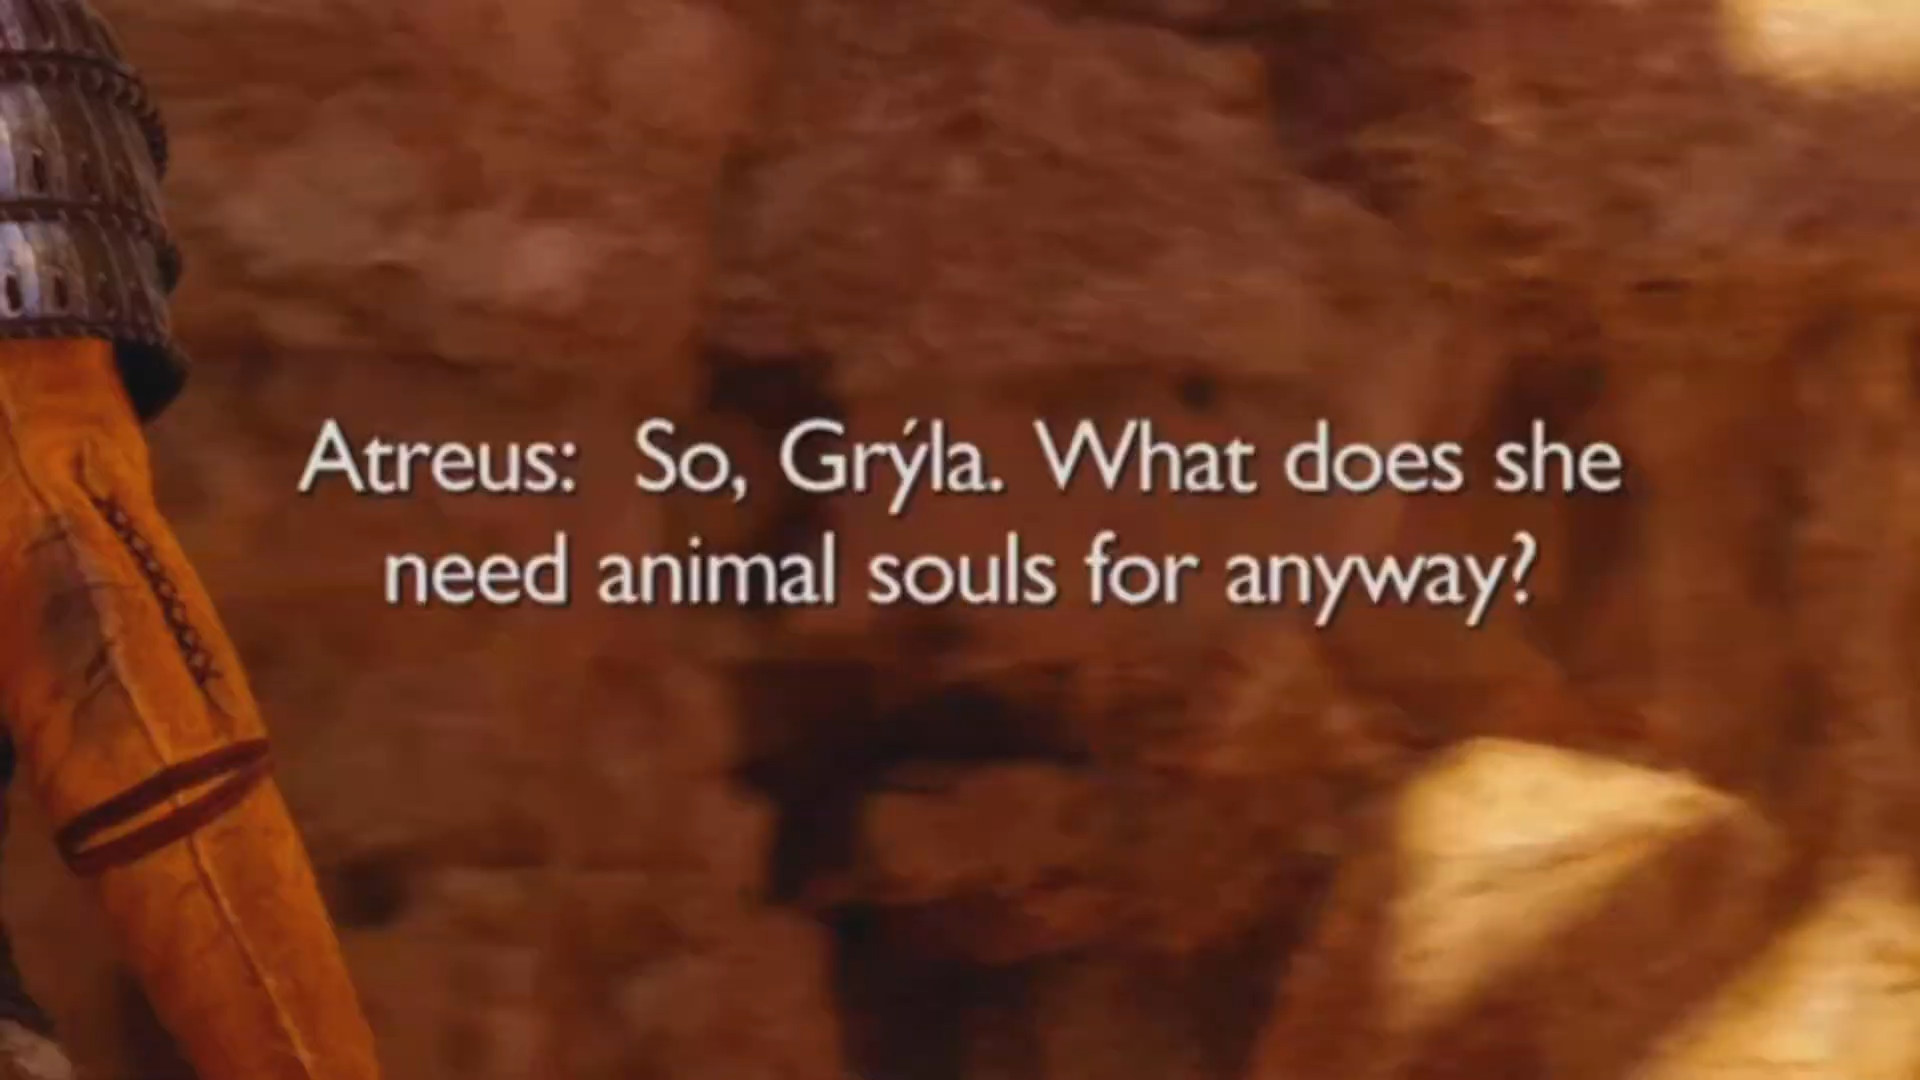 Atreus: So, Grýla. What does she
need animal souls for anyway?